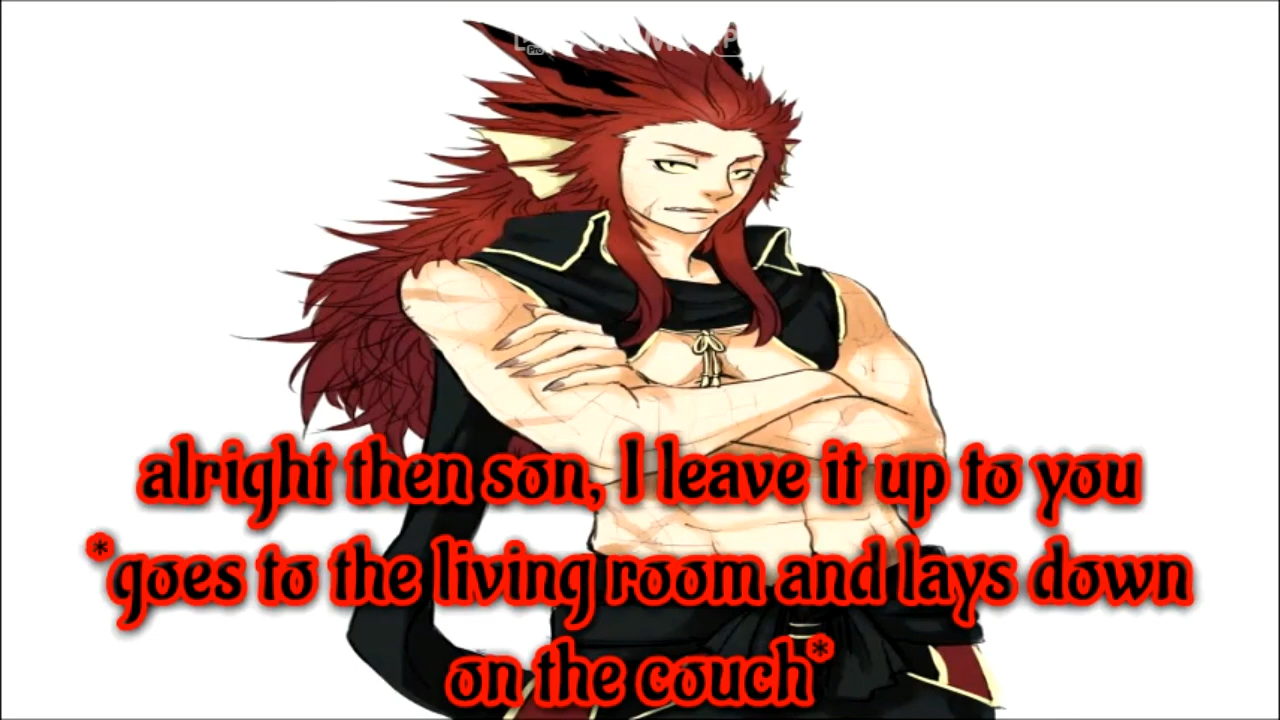 alright then son, I leave it up to you
*goes to the living room and lays down
on the couch*